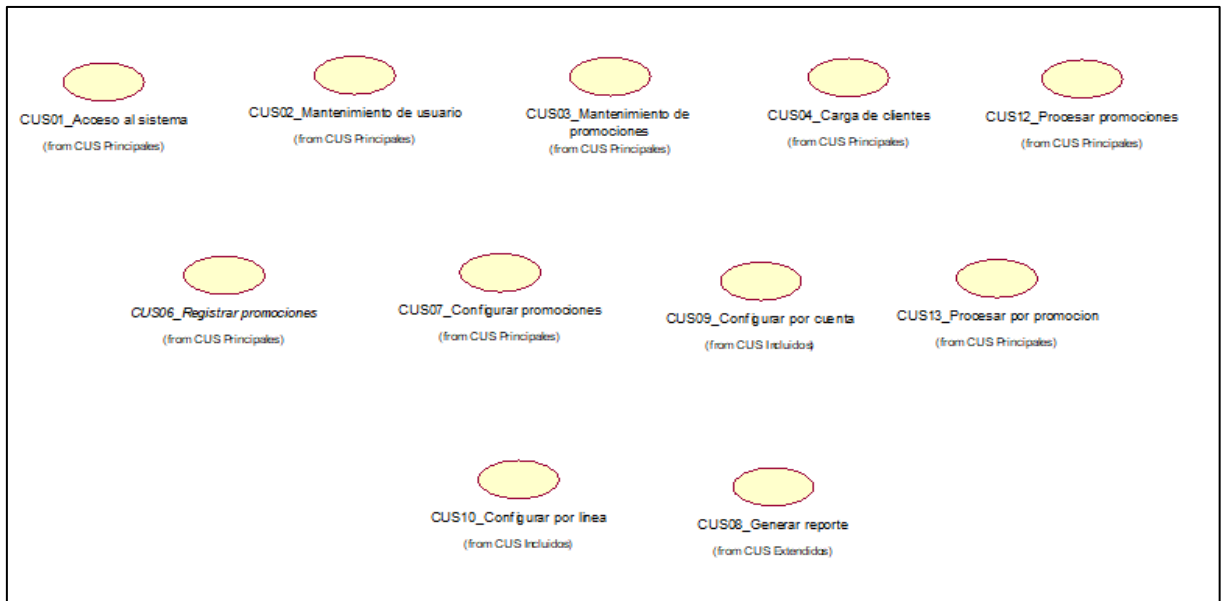 CUS01_Acceso al sistema
(from CUS Principales)
CUS02_Mantenimiento de usuario
(from CUS Principales)
CUS03_Mantenimiento de
promociones
(from CUS Principales)
CUS04_Carga de clientes
(from CUS Principales)
CUS12_Procesar promociones
(from CUS Principales)
CUS06_Registrar promociones
(from CUS Principales)
CUS07_Configurar promociones
(from CUS Principales)
CUS09_Configurar por cuenta
(from CUS Incluidos)
CUS13_Procesar por promocion
(from CUS Principales)
CUS10_Configurar por linea
(from CUS Incluidos)
CUS08_Generar reporte
(from CUS Extendidos)